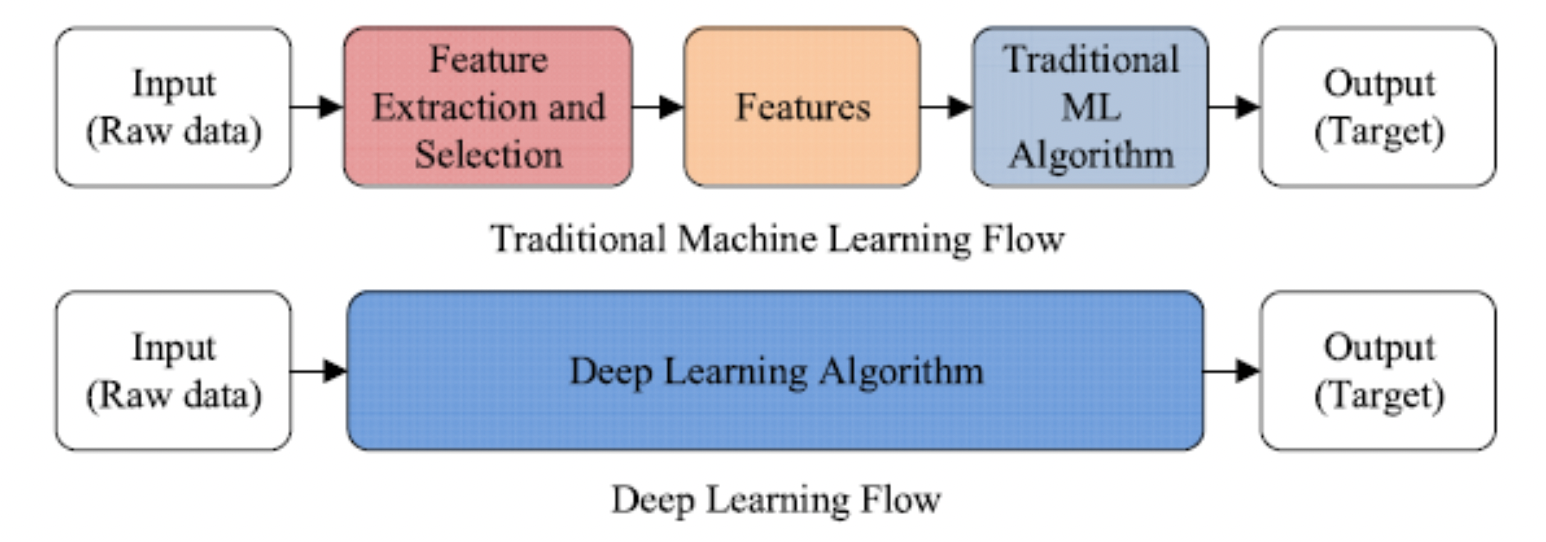 Input
(Raw data)
Feature
Extraction and
Selection
Features
Traditional
ML
Algorithm
Output
(Target)
Traditional Machine Learning Flow
Input
(Raw data)
Deep Learning Algorithm
Output
(Target)
Deep Learning Flow